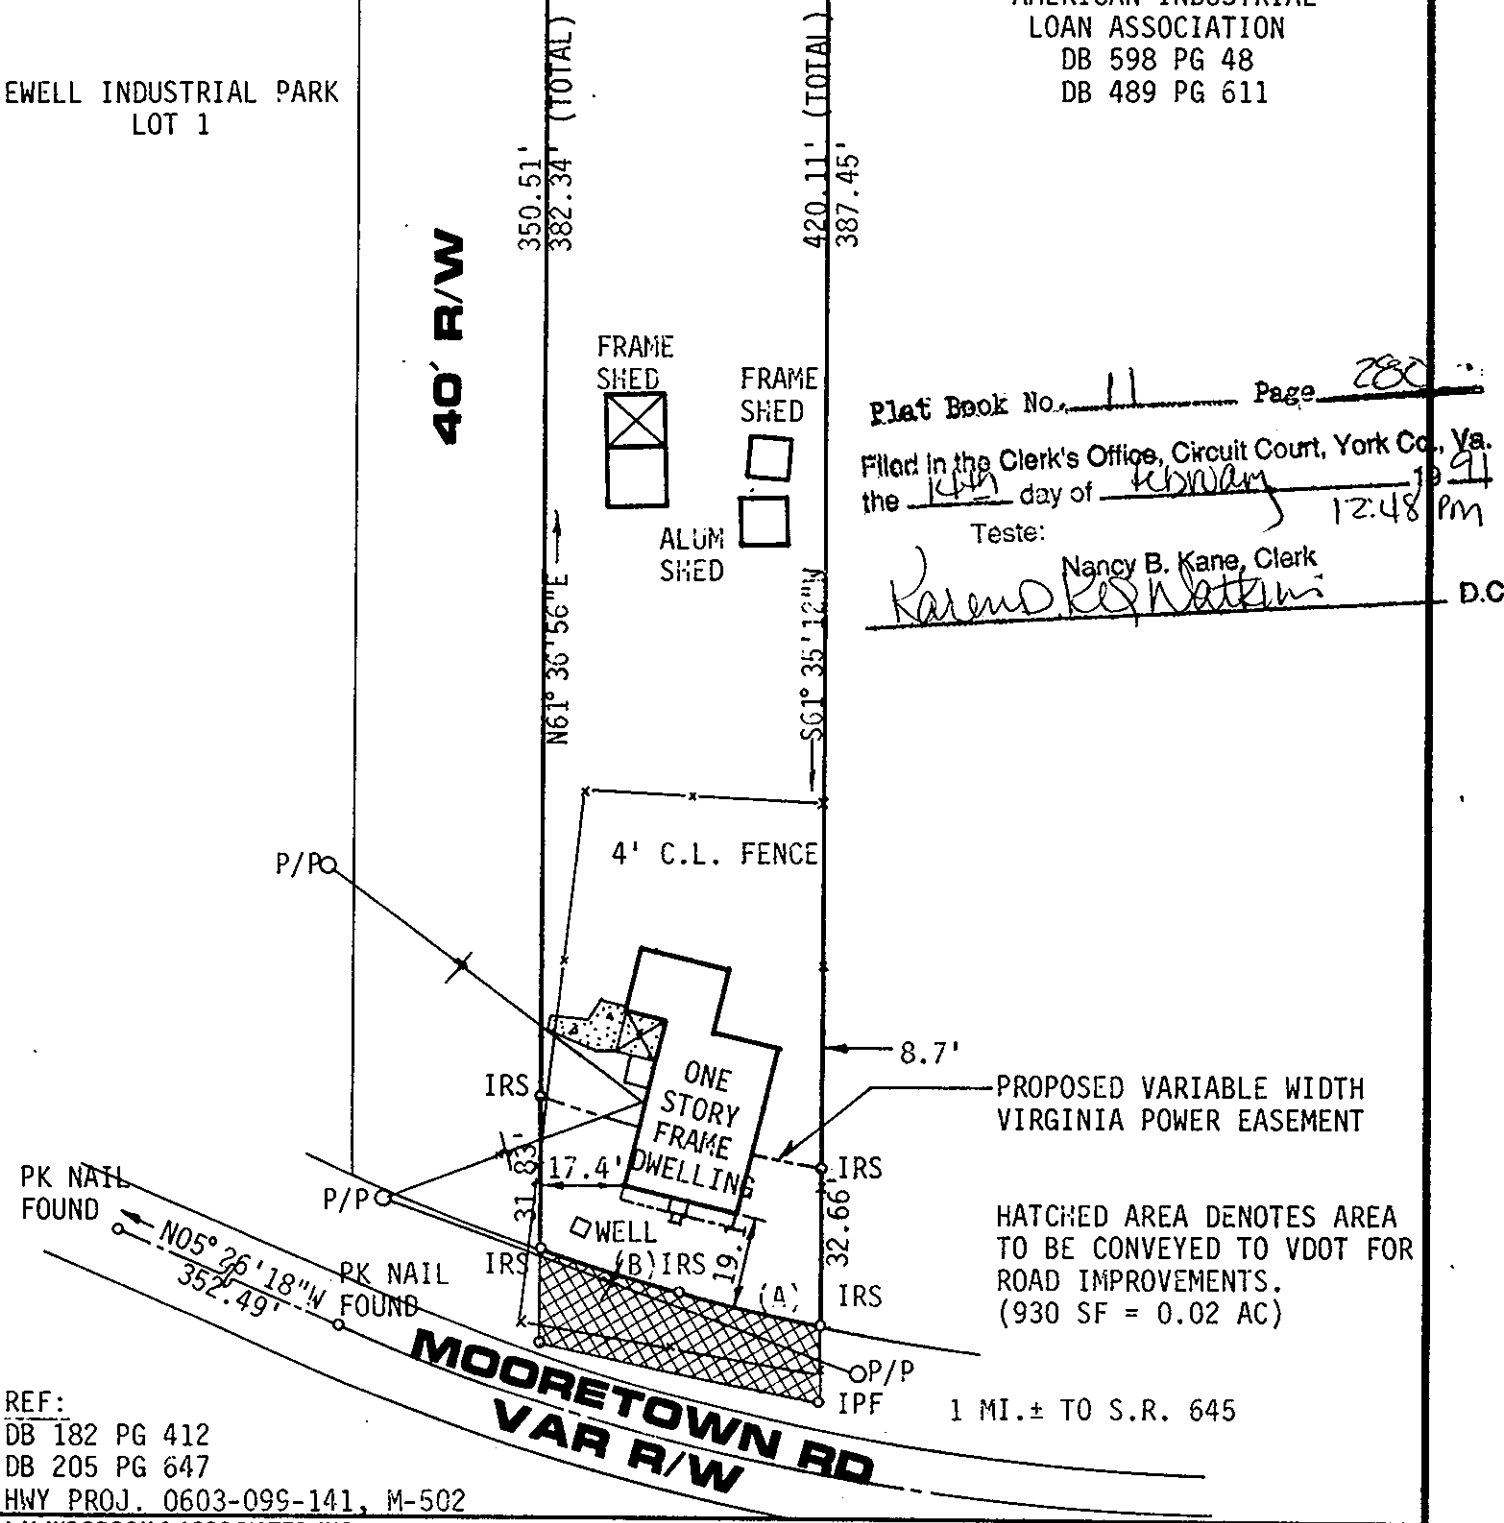 AMERICAN INDUSTRIAL
LOAN ASSOCIATION
DB 598 PG 48
DB 489 PG 611
EWELL INDUSTRIAL PARK
LOT 1
350.51'
382.34' (TOTAL)
420.11' (TOTAL)
387.45'
40' R/W
FRAME
SHED
FRAME
SHED
ALUM
SHED
Plat Book No. 11 Page 280
Filed in the Clerk's Office, Circuit Court, York Co., Va.
the 14th day of February 19 91
12:48 PM
Teste:
Nancy B. Kane, Clerk
D.C
N61°36'56"E
S61°35'12"W
4' C.L. FENCE
P/P
8.7'
ONE
STORY
FRAME
DWELLING
PROPOSED VARIABLE WIDTH
VIRGINIA POWER EASEMENT
IRS
IRS
31.83'
17.4'
32.66'
19.1
P/P
PK NAIL
FOUND
WELL
IRS
(B) IRS
(A)
IRS
HATCHED AREA DENOTES AREA
TO BE CONVEYED TO VDOT FOR
ROAD IMPROVEMENTS.
(930 SF = 0.02 AC)
N05°26'18"W
352.49'
PK NAIL
FOUND
P/P
IPF
1 MI.± TO S.R. 645
MOORETOWN RD
VAR R/W
REF:
DB 182 PG 412
DB 205 PG 647
HWY PROJ. 0603-099-141, M-502